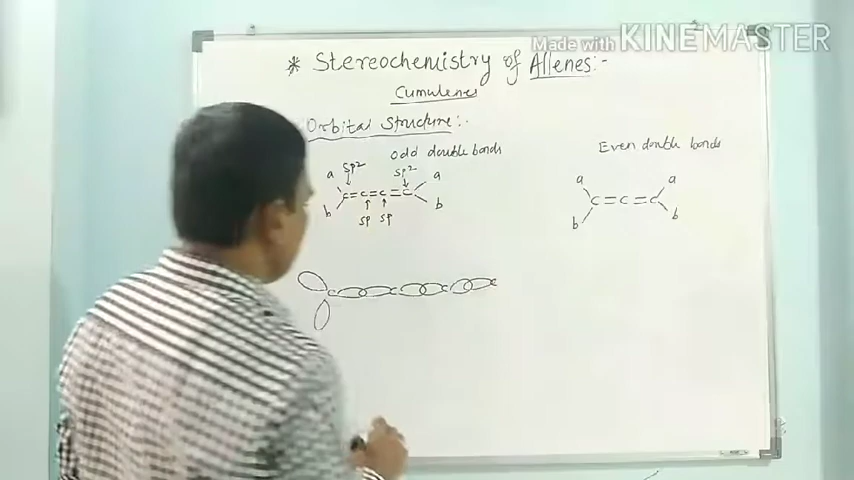 Made with KINEMASTER
* Stereochemistry of Allenes:-
Cumulenes
Orbital Structure:-
Odd double bonds
Even double bonds
a sp2 sp2 a
b C=C=C=C b
sp sp
a a
C=C=C
b b
C C C C